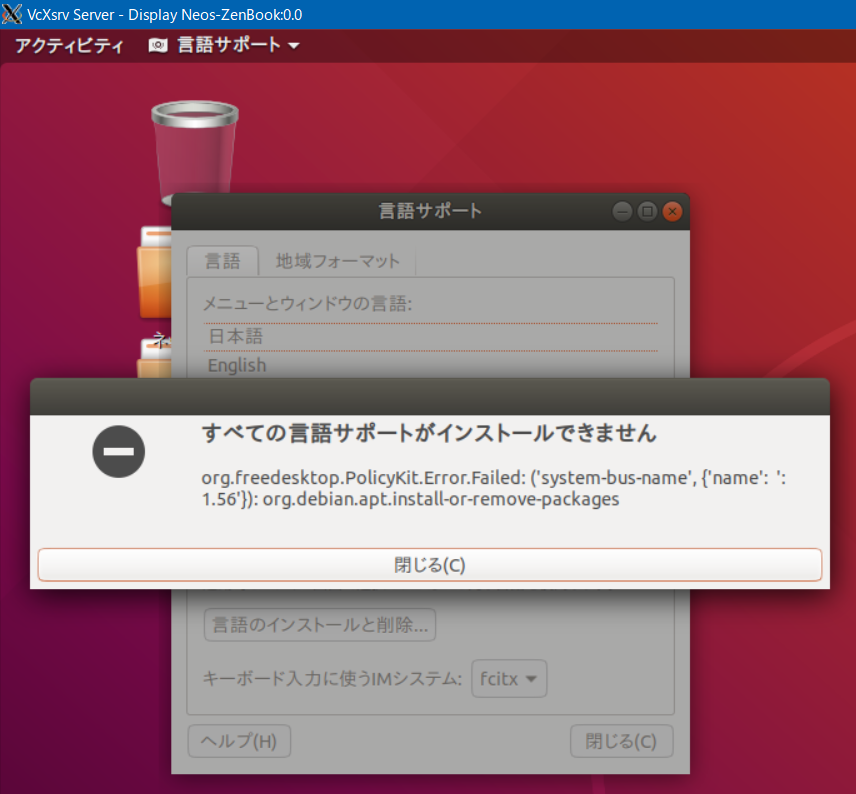 VcXsrv Server - Display Neos-ZenBook:0.0
アクティビティ 言語サポート
言語サポート
言語 地域フォーマット
メニューとウィンドウの言語:
日本語
English
ネ
すべての言語サポートがインストールできません
org.freedesktop.PolicyKit.Error.Failed: ('system-bus-name', {'name': ':
1.56'}): org.debian.apt.install-or-remove-packages
閉じる(C)
言語のインストールと削除...
キーボード入力に使うIMシステム: fcitx
ヘルプ(H) 閉じる(C)